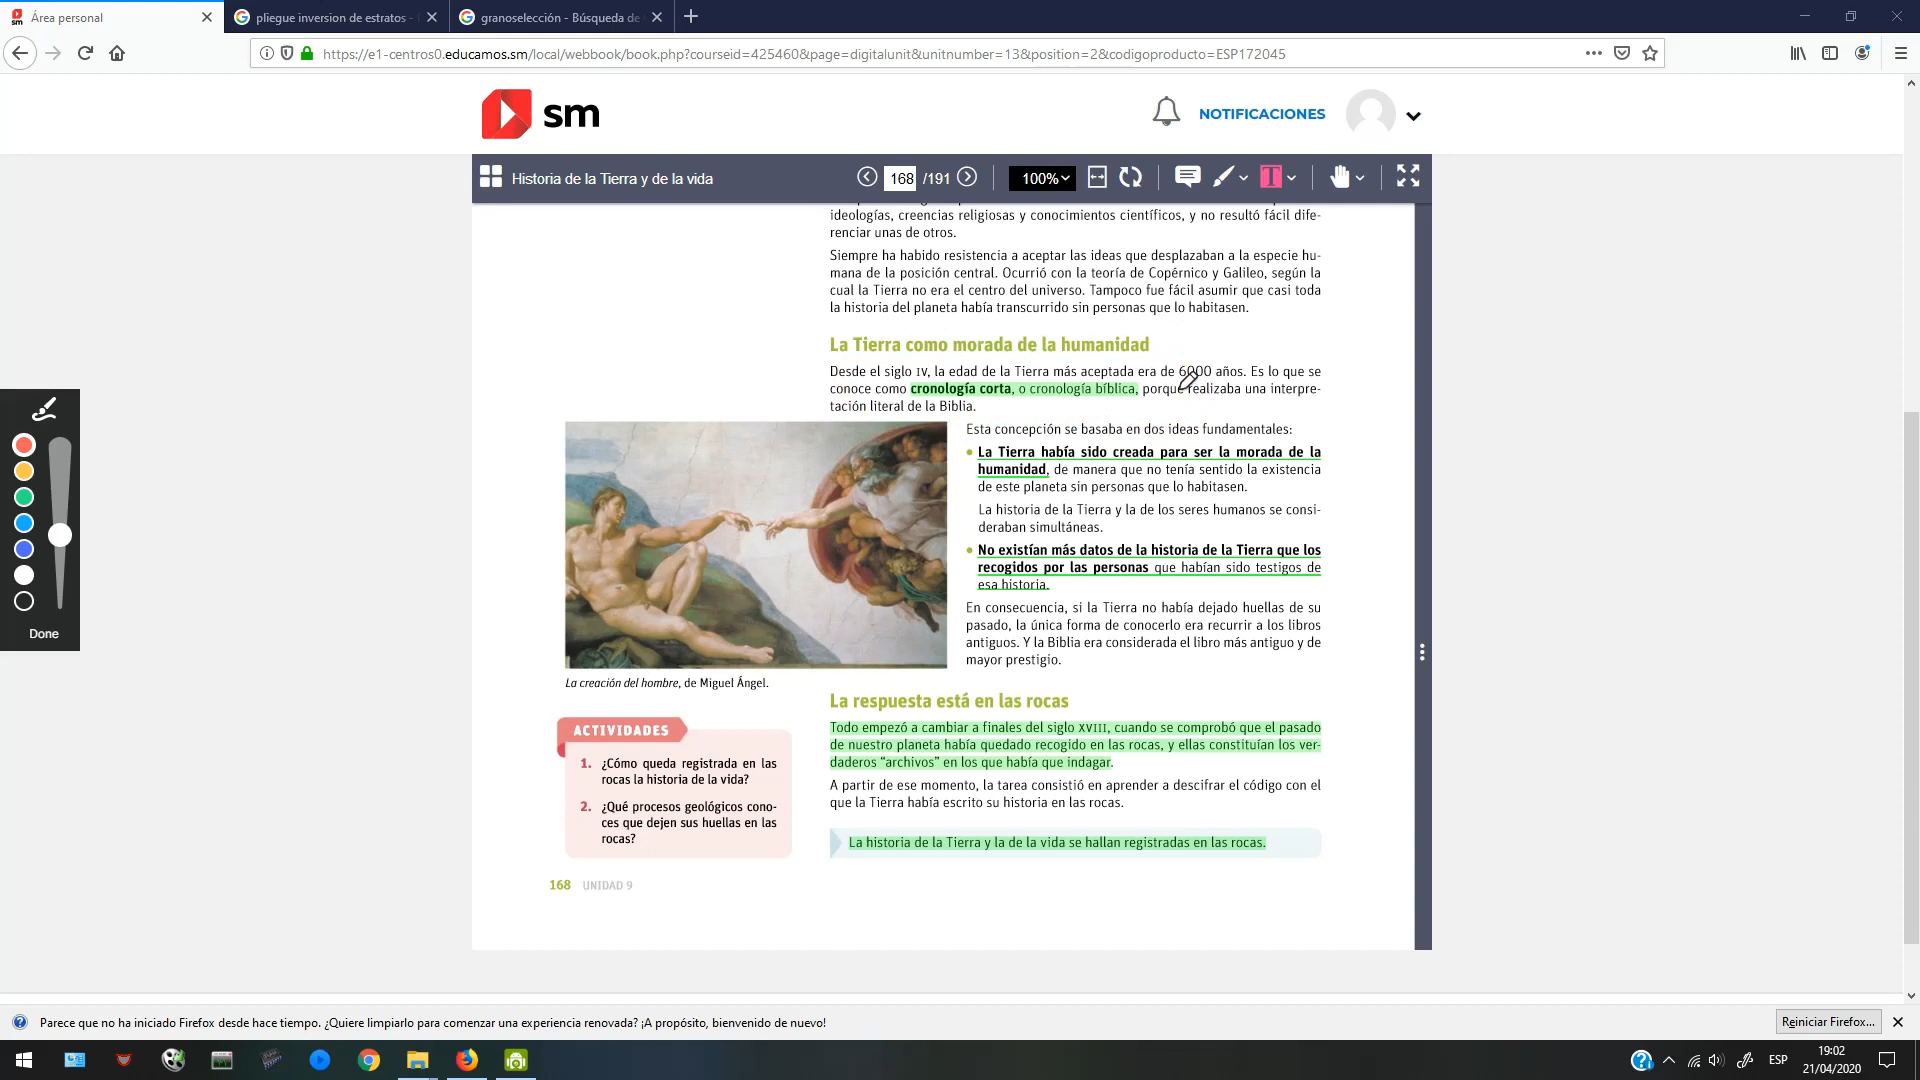 Área personal
pliegue inversion de estratos -
granoselección - Búsqueda de
https://e1-centros0.educamos.sm/local/webbook/book.php?courseid=425460&page=digitalunit&unitnumber=13&position=2&codigoproducto=ESP172045
sm
NOTIFICACIONES
Historia de la Tierra y de la vida
168 /191
100%
ideologías, creencias religiosas y conocimientos científicos, y no resultó fácil dife-
renciar unas de otros.
Siempre ha habido resistencia a aceptar las ideas que desplazaban a la especie hu-
mana de la posición central. Ocurrió con la teoría de Copérnico y Galileo, según la
cual la Tierra no era el centro del universo. Tampoco fue fácil asumir que casi toda
la historia del planeta había transcurrido sin personas que lo habitasen.
La Tierra como morada de la humanidad
Desde el siglo IV, la edad de la Tierra más aceptada era de 6000 años. Es lo que se
conoce como cronología corta, o cronología bíblica, porque realizaba una interpre-
tación literal de la Biblia.
Esta concepción se basaba en dos ideas fundamentales:
• La Tierra había sido creada para ser la morada de la
humanidad, de manera que no tenía sentido la existencia
de este planeta sin personas que lo habitasen.
La historia de la Tierra y la de los seres humanos se consi-
deraban simultáneas.
• No existían más datos de la historia de la Tierra que los
recogidos por las personas que habían sido testigos de
esa historia.
En consecuencia, si la Tierra no había dejado huellas de su
pasado, la única forma de conocerlo era recurrir a los libros
antiguos. Y la Biblia era considerada el libro más antiguo y de
mayor prestigio.
La creación del hombre, de Miguel Ángel.
La respuesta está en las rocas
Todo empezó a cambiar a finales del siglo XVIII, cuando se comprobó que el pasado
de nuestro planeta había quedado recogido en las rocas, y ellas constituían los ver-
daderos "archivos" en los que había que indagar.
A partir de ese momento, la tarea consistió en aprender a descifrar el código con el
que la Tierra había escrito su historia en las rocas.
La historia de la Tierra y la de la vida se hallan registradas en las rocas.
ACTIVIDADES
1. ¿Cómo queda registrada en las
rocas la historia de la vida?
2. ¿Qué procesos geológicos cono-
ces que dejen sus huellas en las
rocas?
168 UNIDAD 9
Done
Parece que no ha iniciado Firefox desde hace tiempo. ¿Quiere limpiarlo para comenzar una experiencia renovada? ¡A propósito, bienvenido de nuevo!
Reiniciar Firefox...
ESP
19:02
21/04/2020